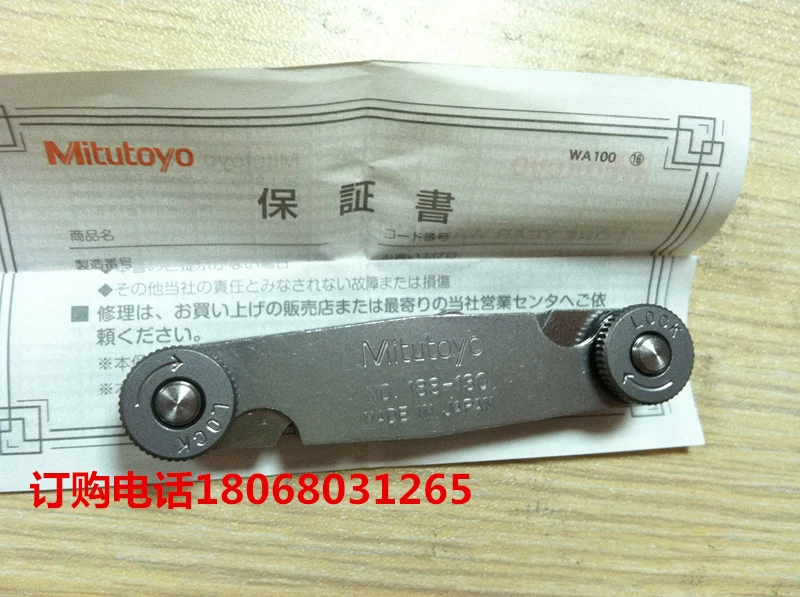 Mitutoyo
WA100 ⑯
保証書
商品名
コード番号
製造番号
◆その他当社の責任とみなされない故障または損傷
■ 修理は、お買い上げの販売店または最寄りの当社営業センタへご依
頼ください。
※本保
※本
Mitutoyo
NO. 188-130
MADE IN JAPAN
LOCK
LOCK
订购电话18068031265